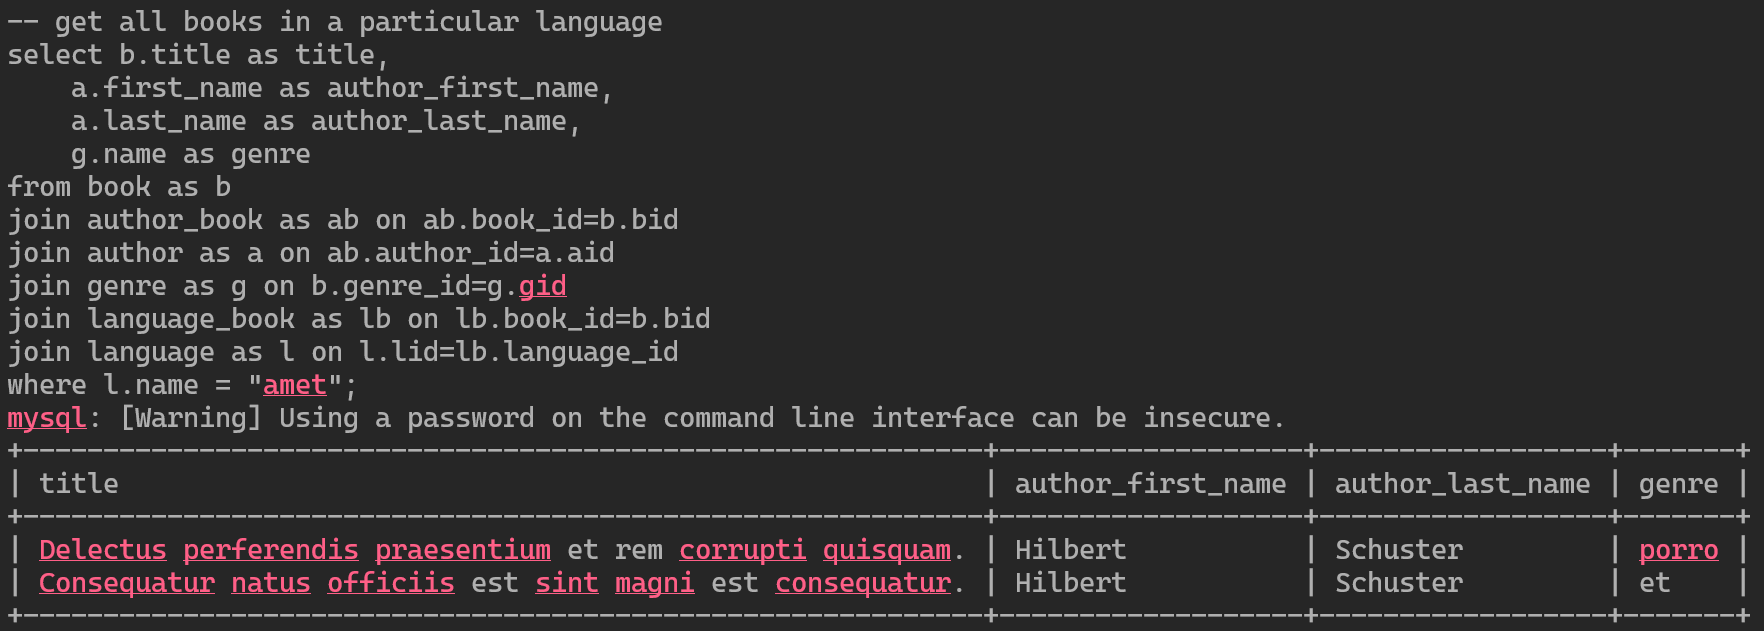 -- get all books in a particular language
select b.title as title,
    a.first_name as author_first_name,
    a.last_name as author_last_name,
    g.name as genre
from book as b
join author_book as ab on ab.book_id=b.bid
join author as a on ab.author_id=a.aid
join genre as g on b.genre_id=g.gid
join language_book as lb on lb.book_id=b.bid
join language as l on l.lid=lb.language_id
where l.name = "amet";
mysql: [Warning] Using a password on the command line interface can be insecure.
+------------------------------------------------------------+-------------------+------------------+-------+
| title                                                      | author_first_name | author_last_name | genre |
+------------------------------------------------------------+-------------------+------------------+-------+
| Delectus perferendis praesentium et rem corrupti quisquam. | Hilbert           | Schuster         | porro |
| Consequatur natus officiis est sint magni est consequatur. | Hilbert           | Schuster         | et    |
+------------------------------------------------------------+-------------------+------------------+-------+